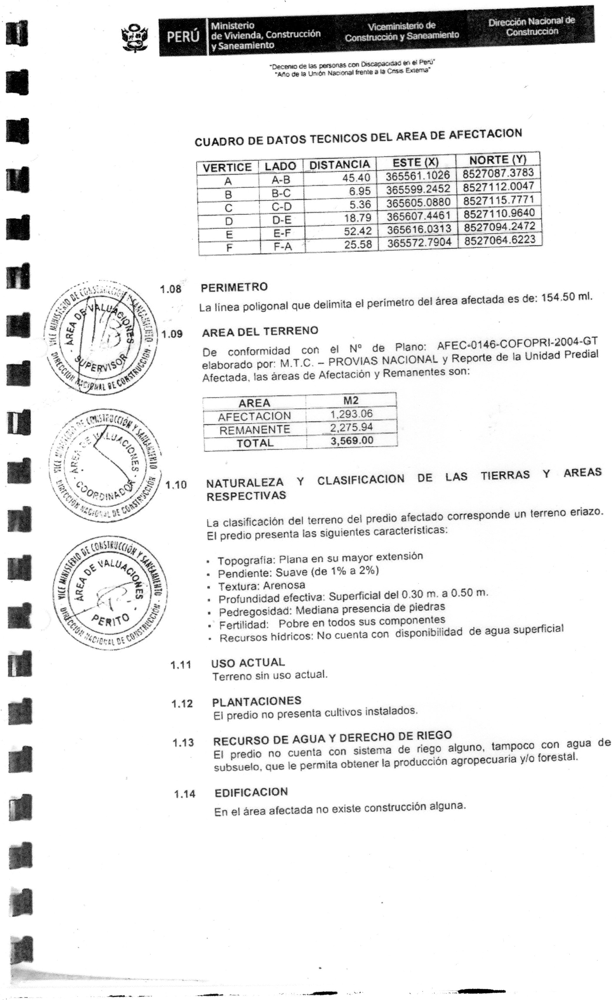 PERÚ
Ministerio
de Vivienda, Construcción
y Saneamiento
Viceministerio de
Construcción y Saneamiento
Dirección Nacional de
Construcción
"Decenio de las personas con Discapacidad en el Perú"
"Año de la Unión Nacional frente a la Crisis Externa"
CUADRO DE DATOS TECNICOS DEL AREA DE AFECTACION
VERTICE LADO DISTANCIA ESTE (X) NORTE (Y)
A A-B 45.40 365561.1026 8527087.3783
B B-C 6.95 365599.2452 8527112.0047
C C-D 5.36 365605.0880 8527115.7771
D D-E 18.79 365607.4461 8527110.9640
E E-F 52.42 365616.0313 8527094.2472
F F-A 25.58 365572.7904 8527064.6223
1.08 PERIMETRO
La línea poligonal que delimita el perímetro del área afectada es de: 154.50 ml.
1.09 AREA DEL TERRENO
De conformidad con el Nº de Plano: AFEC-0146-COFOPRI-2004-GT
elaborado por: M.T.C. – PROVIAS NACIONAL y Reporte de la Unidad Predial
Afectada, las áreas de Afectación y Remanentes son:
AREA M2
AFECTACION 1,293.06
REMANENTE 2,275.94
TOTAL 3,569.00
1.10 NATURALEZA Y CLASIFICACION DE LAS TIERRAS Y AREAS
RESPECTIVAS
La clasificación del terreno del predio afectado corresponde un terreno eriazo.
El predio presenta las siguientes características:
▪ Topografía: Plana en su mayor extensión
▪ Pendiente: Suave (de 1% a 2%)
▪ Textura: Arenosa
▪ Profundidad efectiva: Superficial del 0.30 m. a 0.50 m.
▪ Pedregosidad: Mediana presencia de piedras
▪ Fertilidad: Pobre en todos sus componentes
▪ Recursos hídricos: No cuenta con disponibilidad de agua superficial
1.11 USO ACTUAL
Terreno sin uso actual.
1.12 PLANTACIONES
El predio no presenta cultivos instalados.
1.13 RECURSO DE AGUA Y DERECHO DE RIEGO
El predio no cuenta con sistema de riego alguno, tampoco con agua de
subsuelo, que le permita obtener la producción agropecuaria y/o forestal.
1.14 EDIFICACION
En el área afectada no existe construcción alguna.
VICE MINISTERIO DE CONSTRUCCION Y SANEAMIENTO
DIRECCION NACIONAL DE CONSTRUCCION
AREA DE VALUACIONES
SUPERVISOR
VICE MINISTERIO DE CONSTRUCCIÓN Y SANEAMIENTO
DIRECCIÓN NACIONAL DE CONSTRUCCIÓN
AREA DE VALUACIONES
COORDINADOR
VICE MINISTERIO DE CONSTRUCCIÓN Y SANEAMIENTO
DIRECCIÓN NACIONAL DE CONSTRUCCIÓN
AREA DE VALUACIONES
PERITO